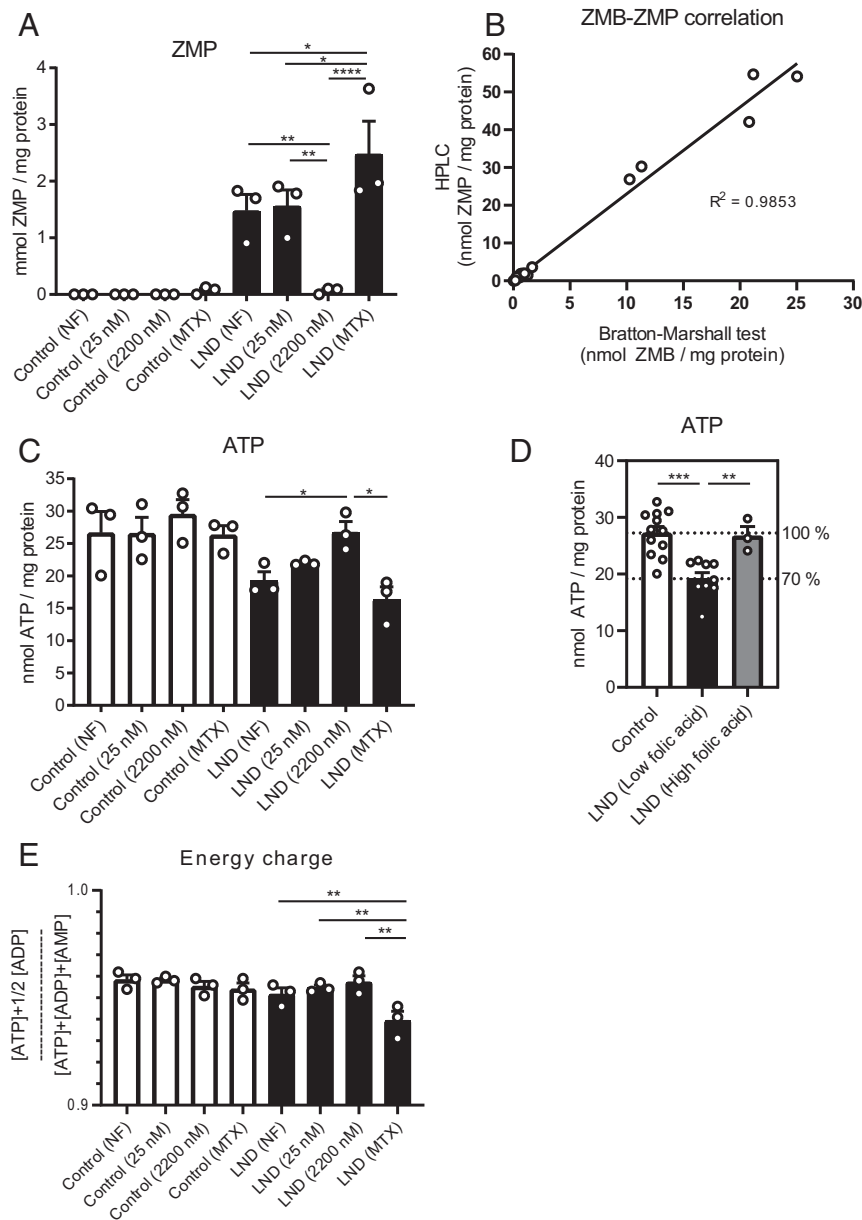 A
ZMP
mmol ZMP / mg protein
4
3
2
1
0
*
*
****
**
**
Control (NF)
Control (25 nM)
Control (2200 nM)
Control (MTX)
LND (NF)
LND (25 nM)
LND (2200 nM)
LND (MTX)
B
ZMB-ZMP correlation
HPLC
(nmol ZMP / mg protein)
60
50
40
30
20
10
0
R² = 0.9853
0 5 10 15 20 25 30
Bratton-Marshall test
(nmol ZMB / mg protein)
C
ATP
nmol ATP / mg protein
35
30
25
20
15
10
5
0
*
*
Control (NF)
Control (25 nM)
Control (2200 nM)
Control (MTX)
LND (NF)
LND (25 nM)
LND (2200 nM)
LND (MTX)
D
ATP
nmol ATP / mg protein
40
30
20
10
0
***
**
100 %
70 %
Control
LND (Low folic acid)
LND (High folic acid)
E
Energy charge
[ATP]+1/2 [ADP]
[ATP]+[ADP]+[AMP]
1.0
0.9
**
**
**
Control (NF)
Control (25 nM)
Control (2200 nM)
Control (MTX)
LND (NF)
LND (25 nM)
LND (2200 nM)
LND (MTX)